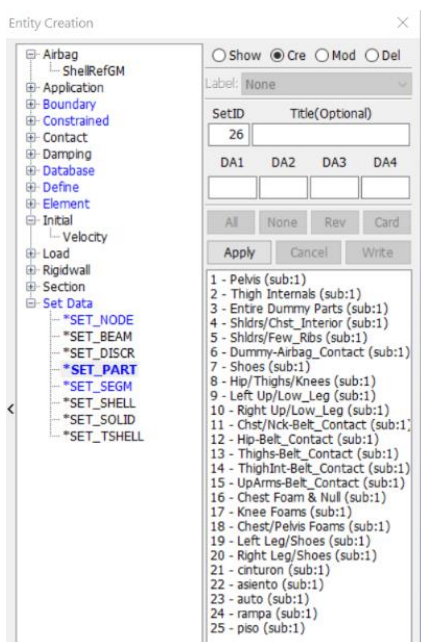 Entity Creation
Airbag
ShellRefGM
Application
Boundary
Constrained
Contact
Damping
Database
Define
Element
Initial
Velocity
Load
Rigidwall
Section
Set Data
*SET_NODE
*SET_BEAM
*SET_DISCR
*SET_PART
*SET_SEGM
*SET_SHELL
*SET_SOLID
*SET_TSHELL
Show Cre Mod Del
Label: None
SetID Title(Optional)
26
DA1 DA2 DA3 DA4
All None Rev Card
Apply Cancel Write
1 - Pelvis (sub:1)
2 - Thigh Internals (sub:1)
3 - Entire Dummy Parts (sub:1)
4 - Shldrs/Chst_Interior (sub:1)
5 - Shldrs/Few_Ribs (sub:1)
6 - Dummy-Airbag_Contact (sub:1)
7 - Shoes (sub:1)
8 - Hip/Thighs/Knees (sub:1)
9 - Left Up/Low_Leg (sub:1)
10 - Right Up/Low_Leg (sub:1)
11 - Chst/Nck-Belt_Contact (sub:1)
12 - Hip-Belt_Contact (sub:1)
13 - Thighs-Belt_Contact (sub:1)
14 - ThighInt-Belt_Contact (sub:1)
15 - UpArms-Belt_Contact (sub:1)
16 - Chest Foam & Null (sub:1)
17 - Knee Foams (sub:1)
18 - Chest/Pelvis Foams (sub:1)
19 - Left Leg/Shoes (sub:1)
20 - Right Leg/Shoes (sub:1)
21 - cinturon (sub:1)
22 - asiento (sub:1)
23 - auto (sub:1)
24 - rampa (sub:1)
25 - piso (sub:1)